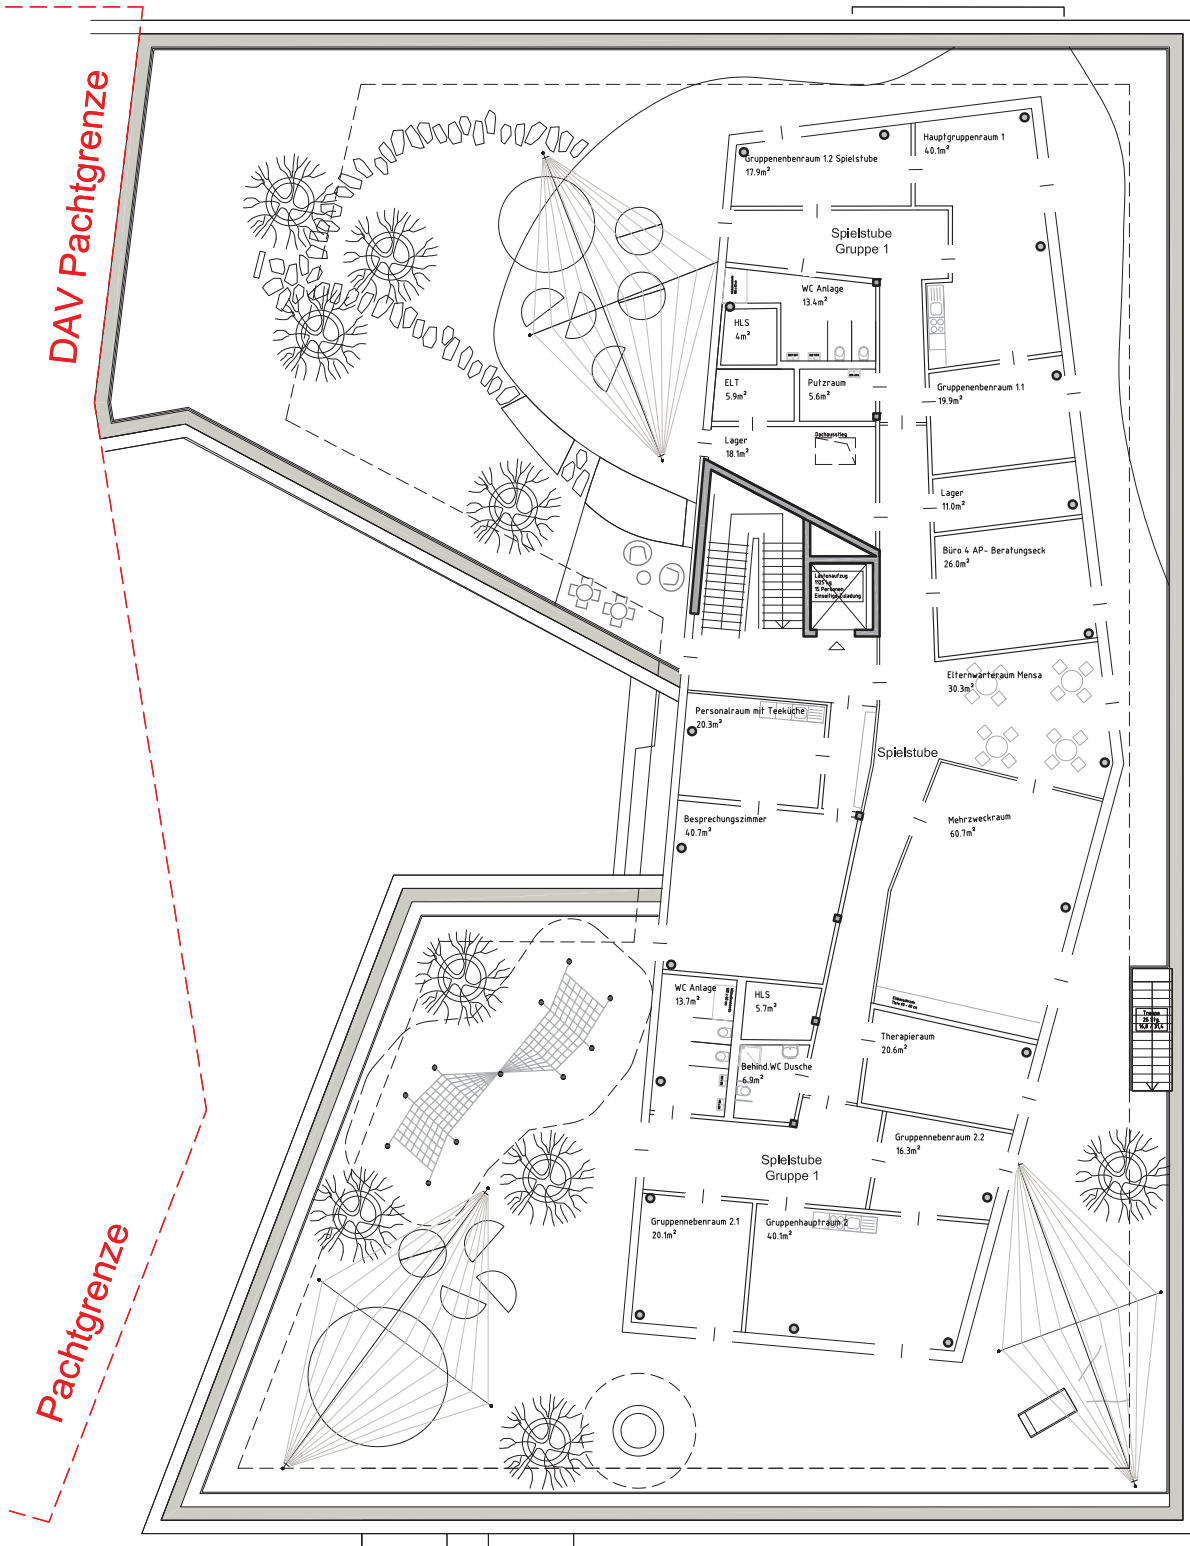 DAV Pachtgrenze
Pachtgrenze
Hauptgruppenraum 1
40.1m²
Gruppenenbenraum 1.2 Spielstube
17.9m²
Spielstube
Gruppe 1
WC Anlage
13.4m²
HLS
4m²
ELT
5.9m²
Putzraum
5.6m²
Gruppenenbenraum 1.1
19.9m²
Lager
18.1m²
Dachausstieg
Lager
11.0m²
Büro 4 AP- Beratungseck
26.0m²
15 Personen
Elternwarteraum Mensa
30.3m²
Personalraum mit Teeküche
20.3m²
Spielstube
Besprechungszimmer
40.7m²
Mehrzweckraum
60.7m²
WC Anlage
13.7m²
HLS
5.7m²
Treppe
Therapieraum
20.6m²
Behind.WC Dusche
6.9m²
Gruppennebenraum 2.2
16.3m²
Spielstube
Gruppe 1
Gruppennebenraum 2.1
20.1m²
Gruppenhauptraum 2
40.1m²